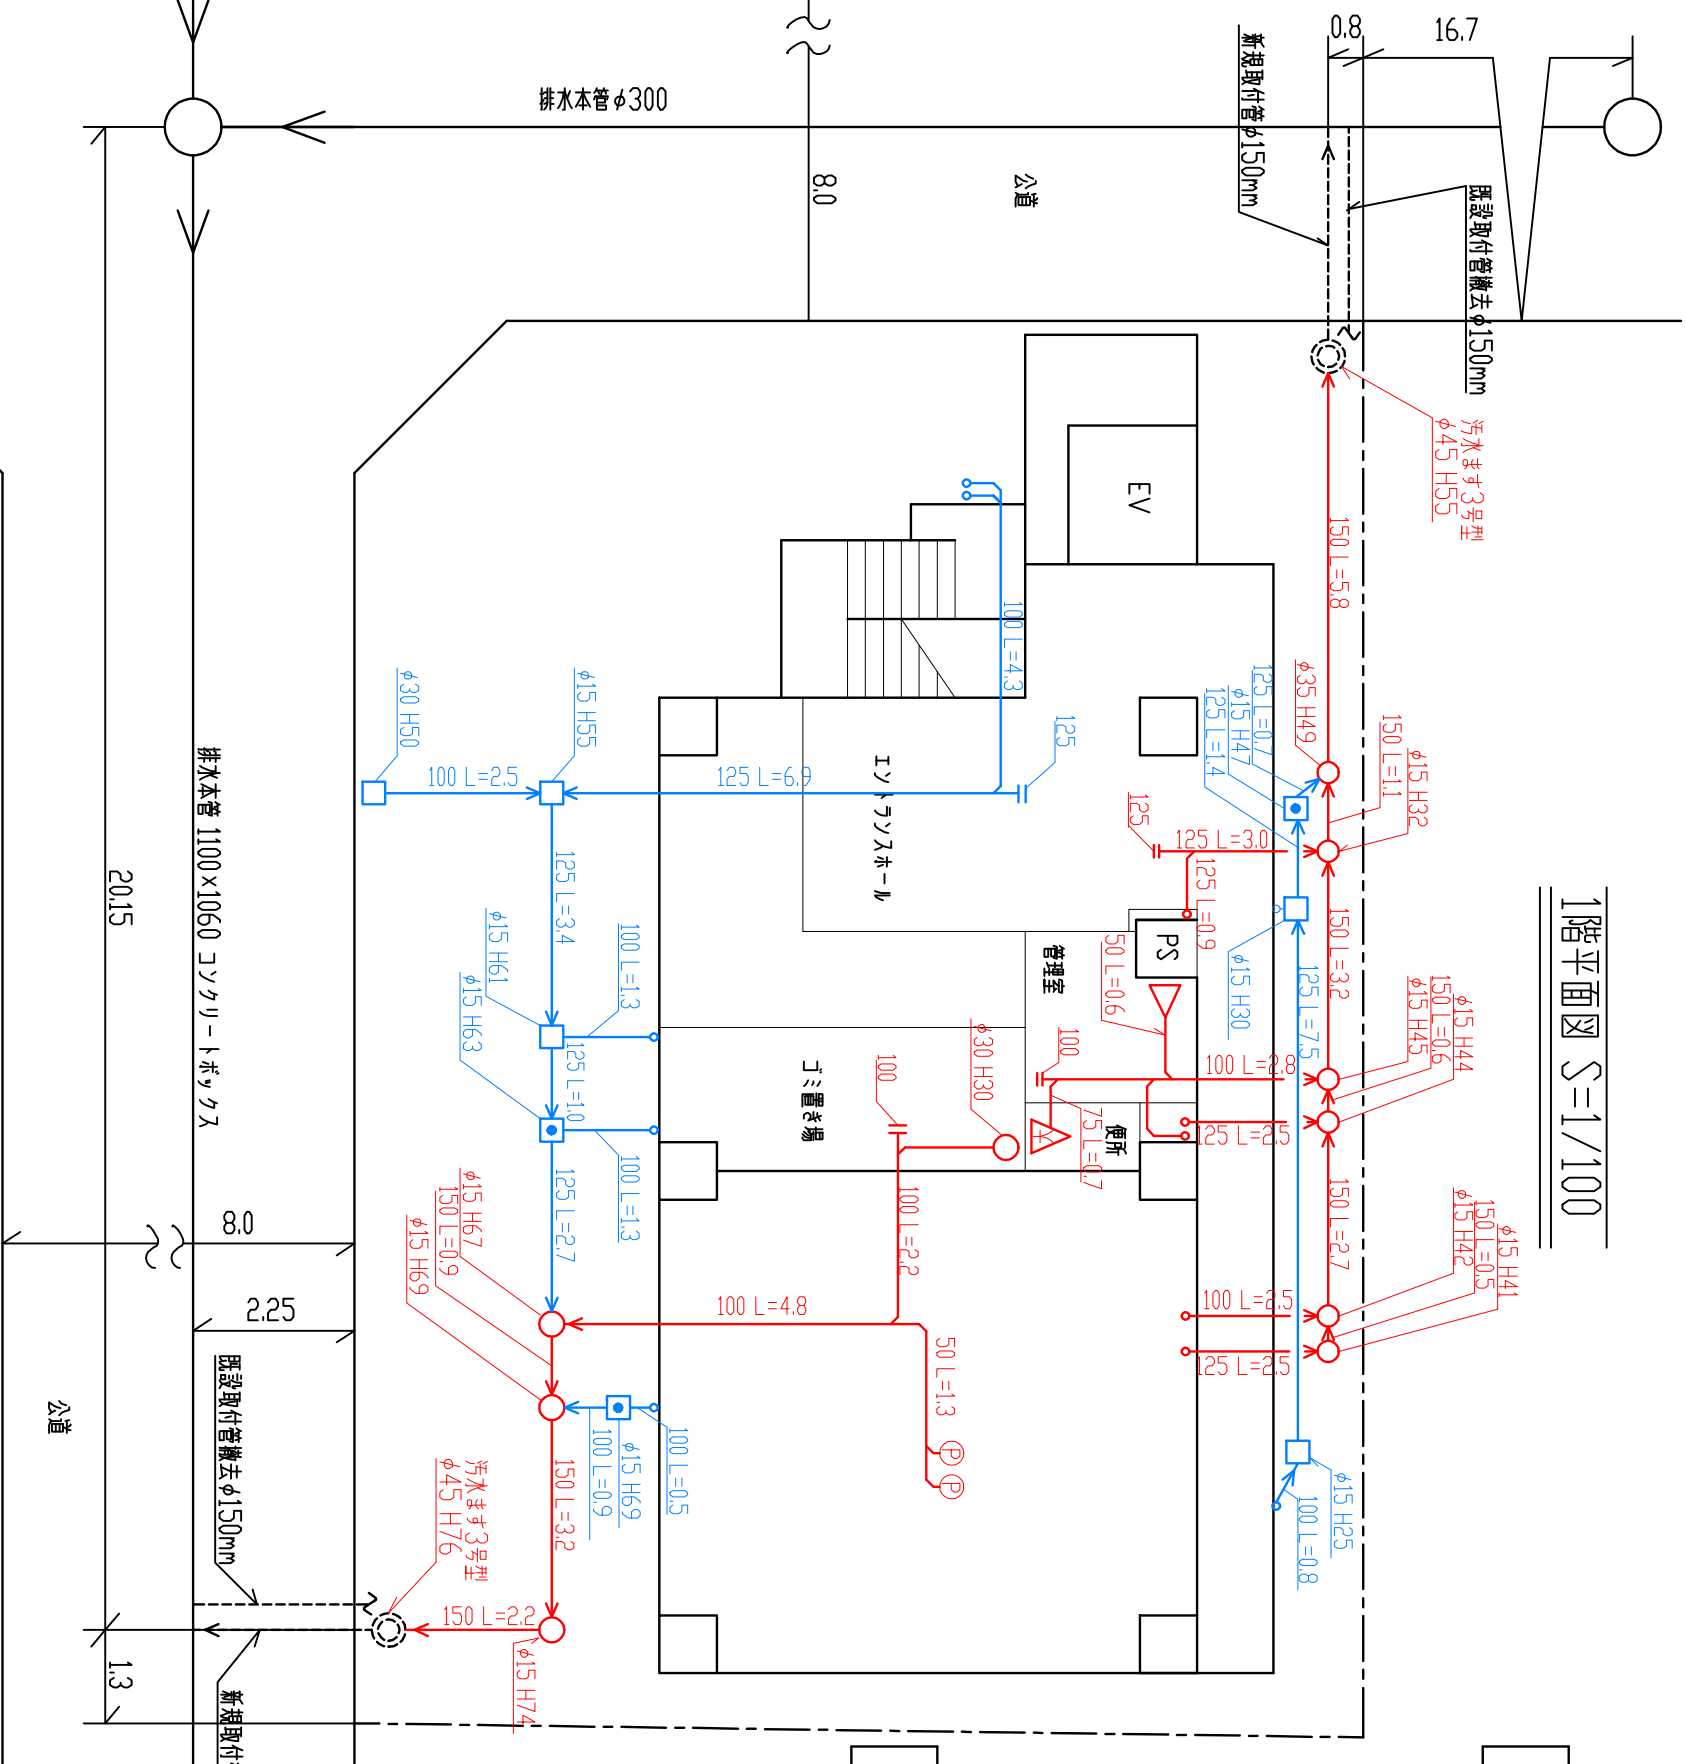 1階平面図 S=1/100
16.7
0.8
排水本管φ300
8.0
公道
新規取付管φ150mm
既設取付管撤去φ150mm
汚水ます3号型
φ45 H55
150 L=5.8
EV
100 L=4.3
φ35 H49
125 L=0.7
φ15 H47
125 L=1.4
150 L=1.1
φ15 H32
125
125
125 L=3.0
125 L=0.9
150 L=3.2
φ15 H30
125 L=7.5
PS
50 L=0.6
管理室
エントランスホール
100
100 L=2.8
φ15 H44
150 L=0.6
φ15 H45
125 L=2.5
75 L=0.7
便所
φ30 H30
100
ゴミ置き場
100 L=2.2
150 L=2.7
φ15 H41
150 L=0.5
φ15 H42
100 L=2.5
125 L=2.5
φ15 H25
100 L=0.8
φ30 H50
φ15 H55
100 L=2.5
125 L=6.9
125 L=3.4
φ15 H61
φ15 H63
100 L=1.3
125 L=1.0
100 L=1.3
125 L=2.7
φ15 H67
150 L=0.9
φ15 H69
100 L=4.8
50 L=1.3
P
P
100 L=0.5
φ15 H69
100 L=0.9
150 L=3.2
汚水ます3号型
φ45 H76
150 L=2.2
φ15 H74
排水本管 1100×1060 コンクリートボックス
20.15
8.0
2.25
公道
既設取付管撤去φ150mm
1.3
新規取付